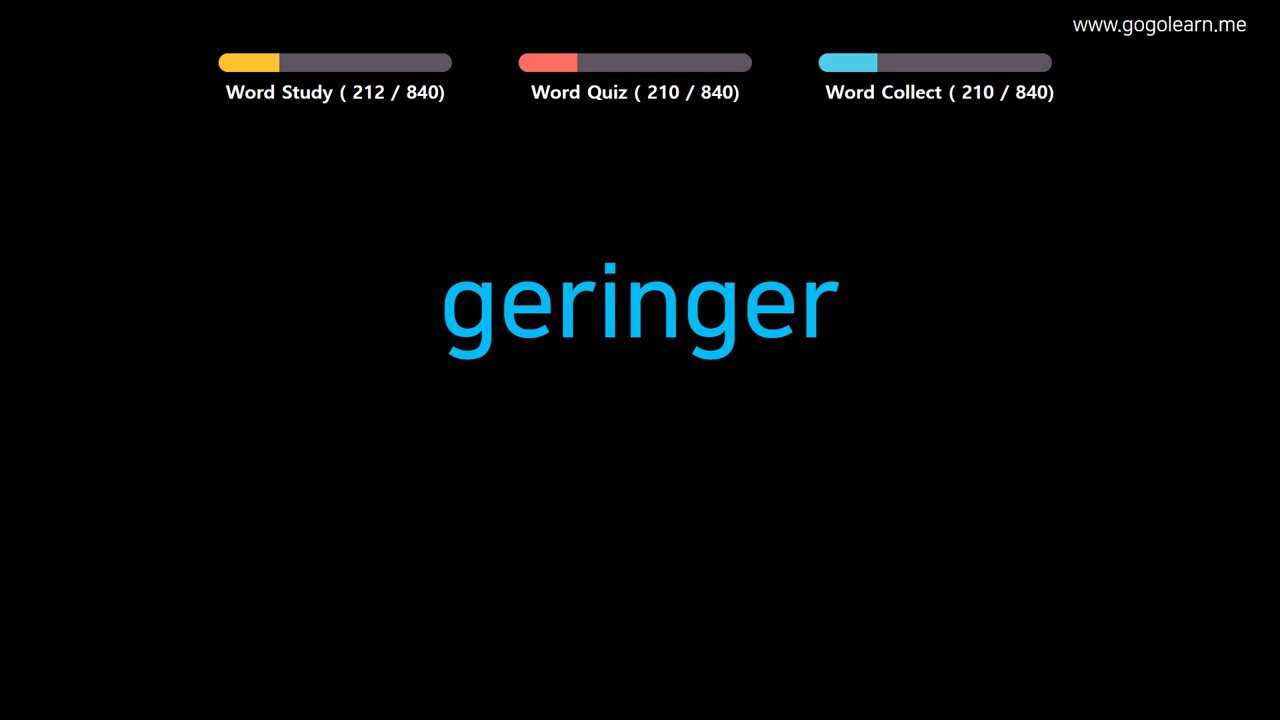 www.gogolearn.me
Word Study ( 212 / 840)
Word Quiz ( 210 / 840)
Word Collect ( 210 / 840)
geringer